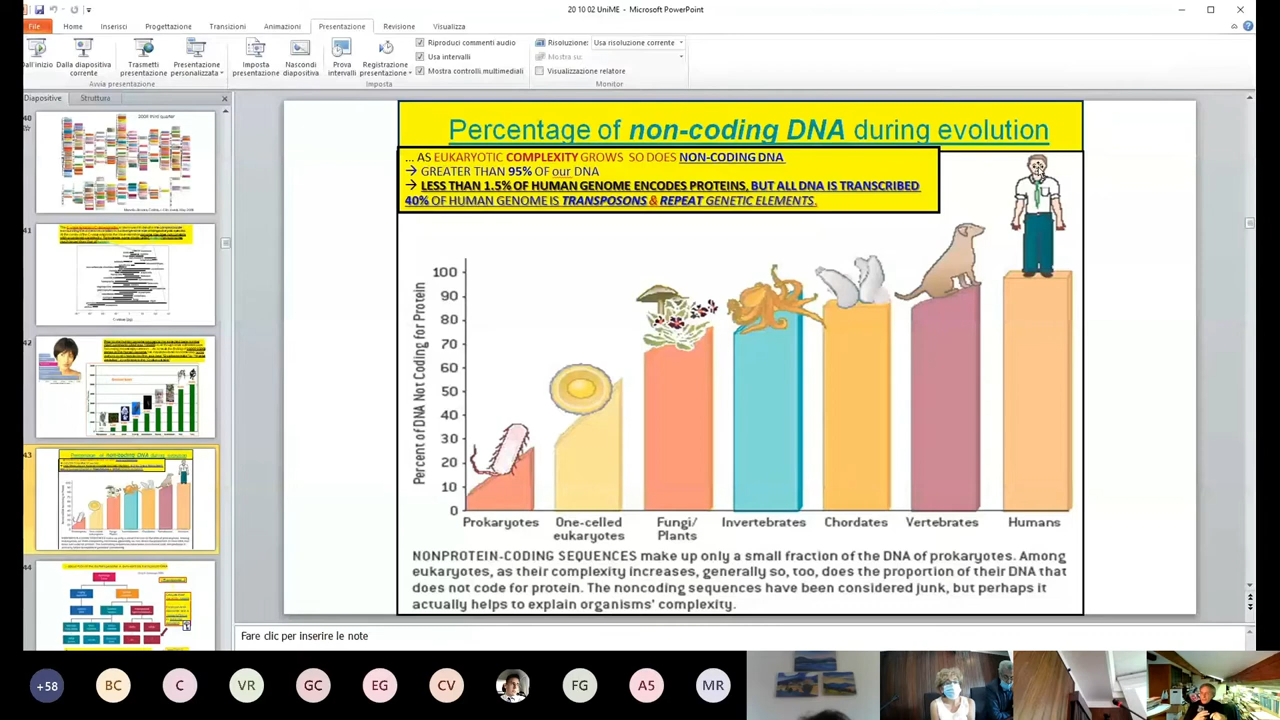 20 10 02 UniME - Microsoft PowerPoint
File Home Inserisci Progettazione Transizioni Animazioni Presentazione Revisione Visualizza
Dall'inizio
Dalla diapositiva corrente
Trasmetti presentazione
Presentazione personalizzata
Imposta presentazione
Nascondi diapositiva
Prova intervalli
Registrazione presentazione
Riproduci commenti audio
Usa intervalli
Mostra controlli multimediali
Risoluzione: Usa risoluzione corrente
Mostra su:
Visualizzazione relatore
Avvia presentazione
Imposta
Monitor
Diapositive Struttura
40
41
42
43
44
Percentage of non-coding DNA during evolution
... AS EUKARYOTIC COMPLEXITY GROWS SO DOES NON-CODING DNA
→ GREATER THAN 95% OF our DNA
→ LESS THAN 1.5% OF HUMAN GENOME ENCODES PROTEINS, BUT ALL DNA IS TRANSCRIBED
40% OF HUMAN GENOME IS TRANSPOSONS & REPEAT GENETIC ELEMENTS.
Percent of DNA Not Coding for Protein
100
90
80
70
60
50
40
30
20
10
0
Prokaryotes
One-celled eukaryotes
Fungi/ Plants
Invertebrates
Chordates
Vertebrates
Humans
NONPROTEIN-CODING SEQUENCES make up only a small fraction of the DNA of prokaryotes. Among
eukaryotes, as their complexity increases, generally so, too, does the proportion of their DNA that
does not code for protein. The noncoding sequences have been considered junk, but perhaps it
actually helps to explain organisms' complexity.
Fare clic per inserire le note
+58 BC C VR GC EG CV FG A5 MR